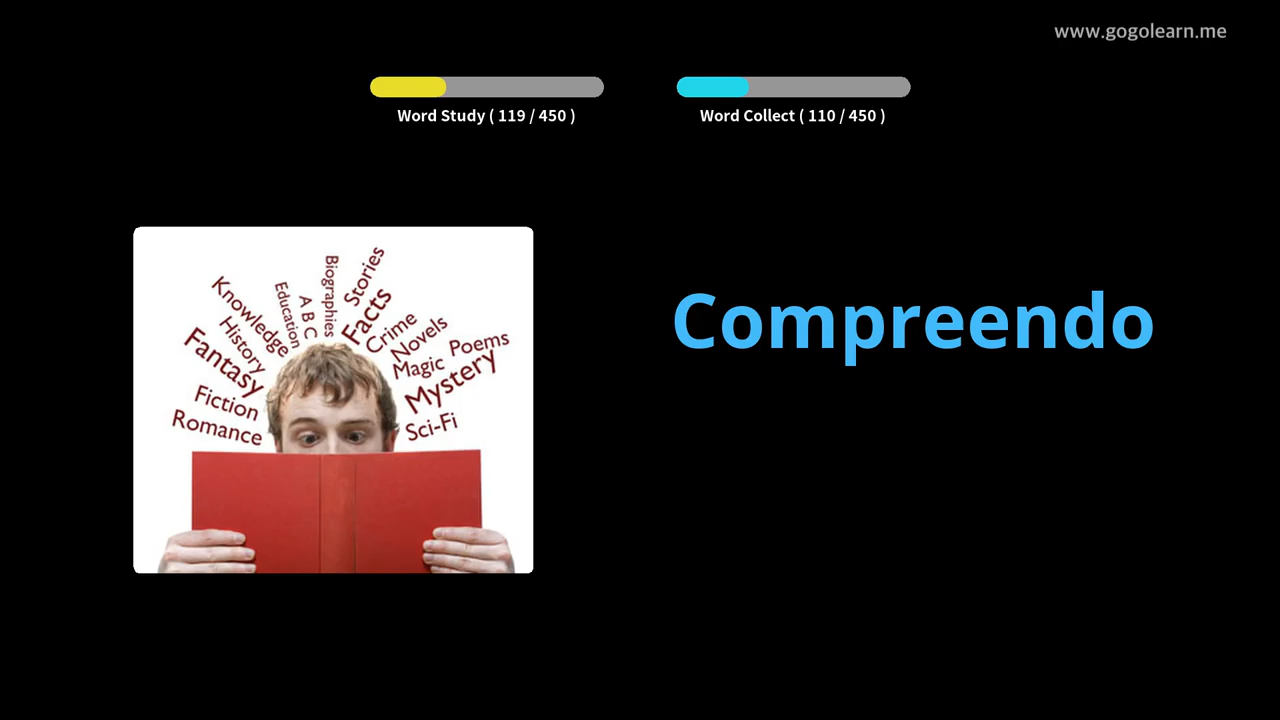 www.gogolearn.me
Word Study ( 119 / 450 )
Word Collect ( 110 / 450 )
Compreendo
Knowledge
Education
A B C
Biographies
Stories
Facts
Crime
Novels
Poems
Magic
Mystery
Sci-Fi
History
Fantasy
Fiction
Romance